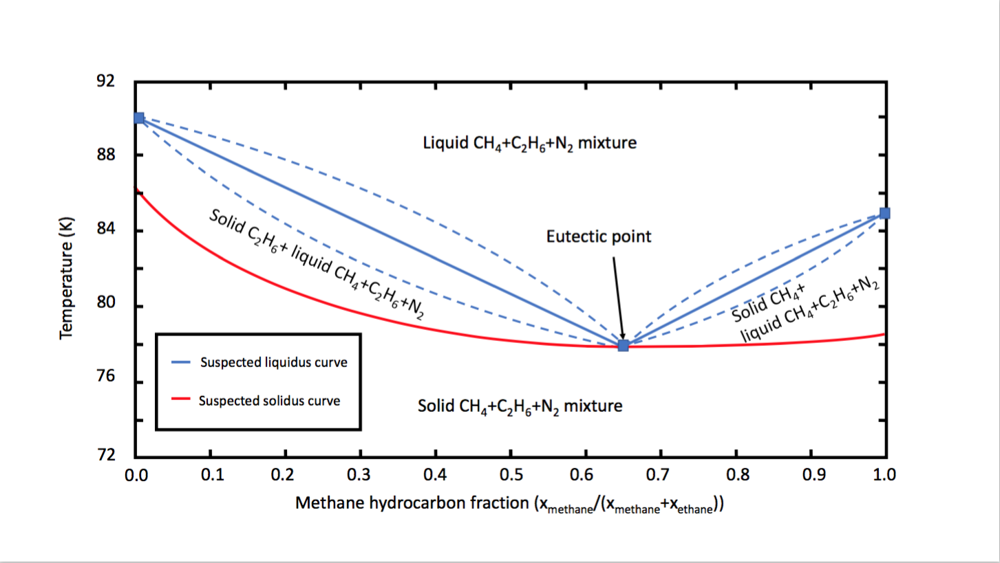 92
88
84
80
76
72
Temperature (K)
Liquid CH₄+C₂H₆+N₂ mixture
Eutectic point
Solid C₂H₆+ liquid CH₄+C₂H₆+N₂
Solid CH₄+
liquid CH₄+C₂H₆+N₂
Suspected liquidus curve
Suspected solidus curve
Solid CH₄+C₂H₆+N₂ mixture
0.0 0.1 0.2 0.3 0.4 0.5 0.6 0.7 0.8 0.9 1.0
Methane hydrocarbon fraction (xmethane/(xmethane+xethane))